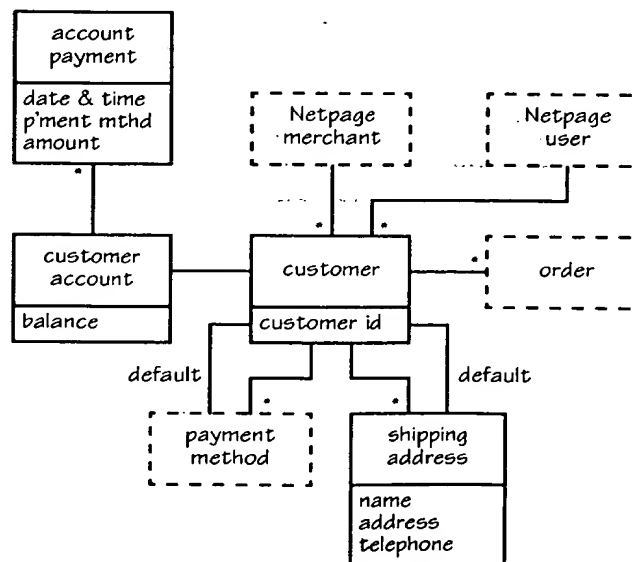 account
payment
date & time
p'ment mthd
amount
*
Netpage
merchant
Netpage
user
*
*
customer
account
balance
customer
customer id
*
order
default
default
*
*
payment
method
shipping
address
name
address
telephone